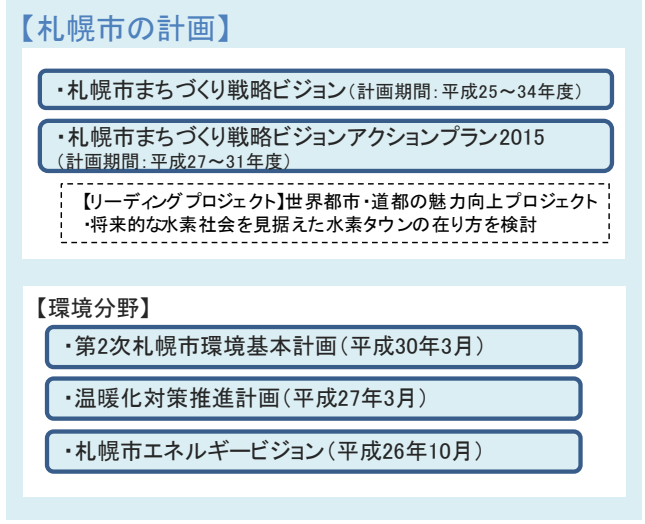 【札幌市の計画】
・札幌市まちづくり戦略ビジョン（計画期間：平成25～34年度）
・札幌市まちづくり戦略ビジョンアクションプラン2015
（計画期間：平成27～31年度）
【リーディングプロジェクト】世界都市・道都の魅力向上プロジェクト
・将来的な水素社会を見据えた水素タウンの在り方を検討
【環境分野】
・第2次札幌市環境基本計画（平成30年3月）
・温暖化対策推進計画（平成27年3月）
・札幌市エネルギービジョン（平成26年10月）